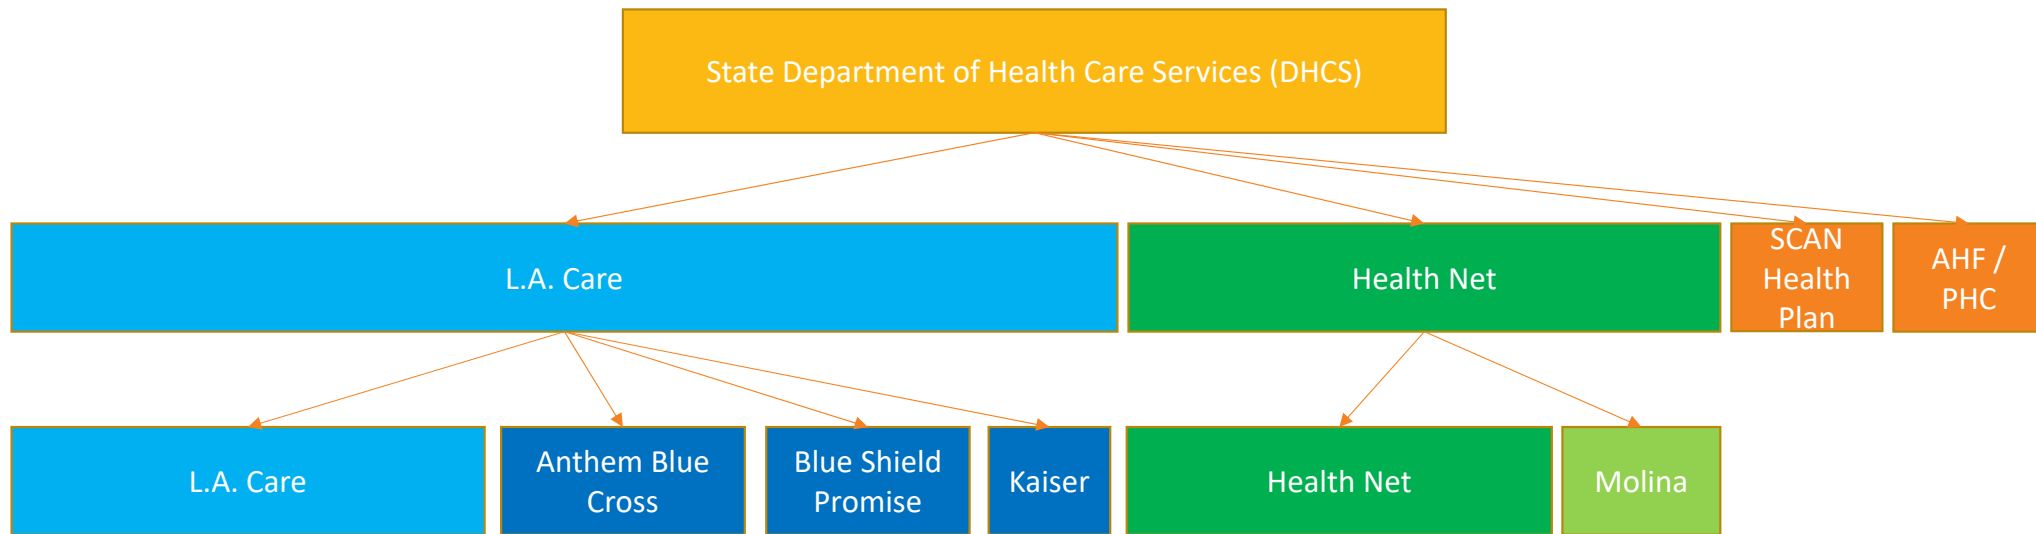 State Department of Health Care Services (DHCS)
L.A. Care
Health Net
SCAN
Health
Plan
AHF /
PHC
L.A. Care
Anthem Blue
Cross
Blue Shield
Promise
Kaiser
Health Net
Molina